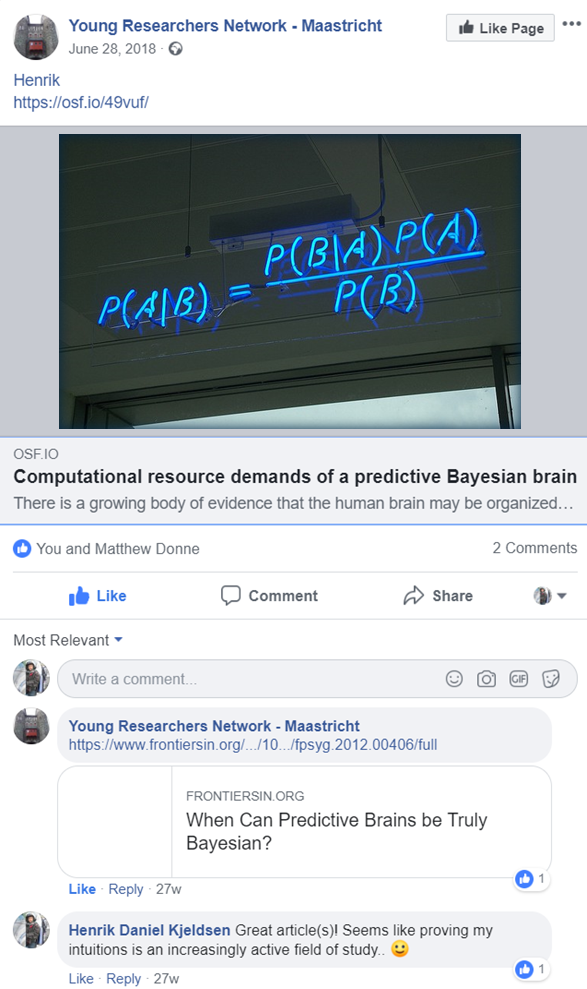 Young Researchers Network - Maastricht
Like Page
June 28, 2018 ·
Henrik
https://osf.io/49vuf/
P(A|B) = P(B|A) P(A)
P(B)
OSF.IO
Computational resource demands of a predictive Bayesian brain
There is a growing body of evidence that the human brain may be organized...
You and Matthew Donne
2 Comments
Like
Comment
Share
Most Relevant
Write a comment...
GIF
Young Researchers Network - Maastricht
https://www.frontiersin.org/.../10.../fpsyg.2012.00406/full
FRONTIERSIN.ORG
When Can Predictive Brains be Truly
Bayesian?
1
Like · Reply · 27w
Henrik Daniel Kjeldsen Great article(s)! Seems like proving my
intuitions is an increasingly active field of study.. 🙂
1
Like · Reply · 27w